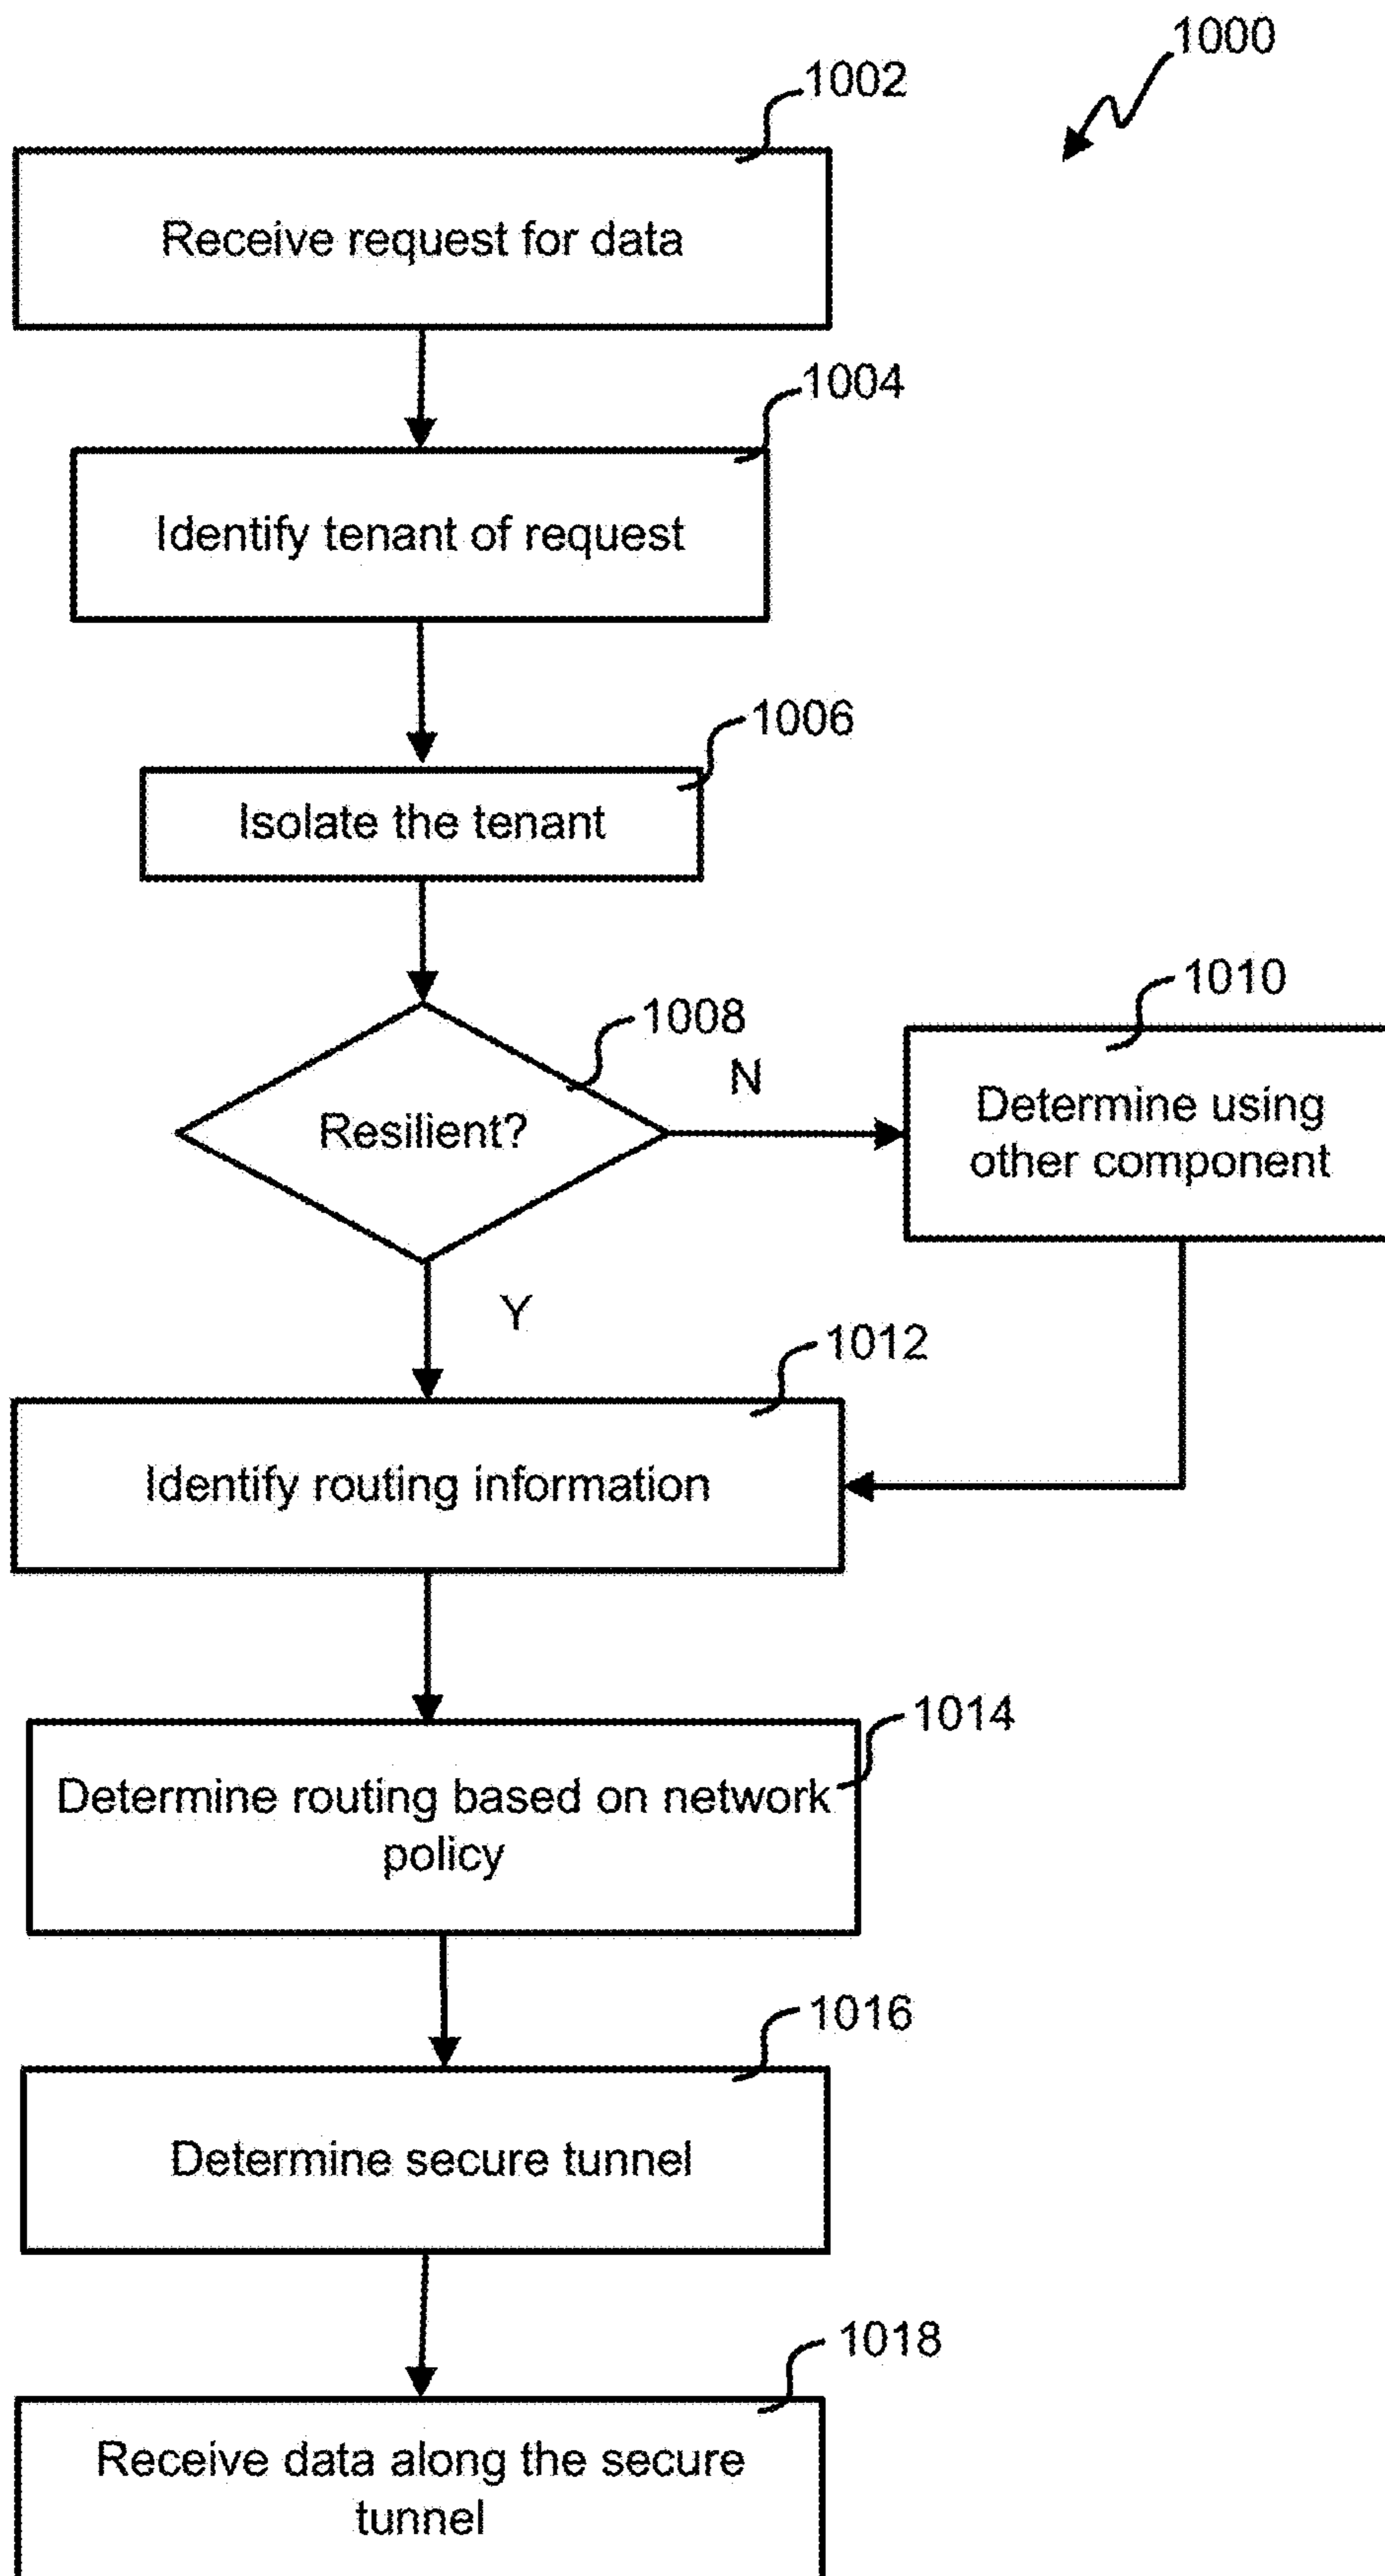 1000
1002
Receive request for data
1004
Identify tenant of request
1006
Isolate the tenant
1008
Resilient?
N
1010
Determine using
other component
Y
1012
Identify routing information
1014
Determine routing based on network
policy
1016
Determine secure tunnel
1018
Receive data along the secure
tunnel